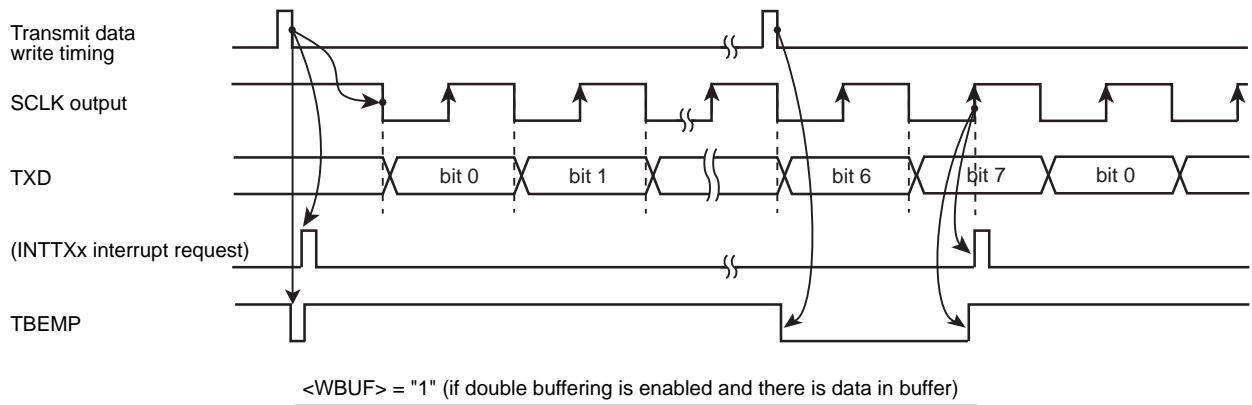 Transmit data
write timing
SCLK output
TXD
bit 0
bit 1
bit 6
bit 7
bit 0
(INTTXx interrupt request)
TBEMP
<WBUF> = "1" (if double buffering is enabled and there is data in buffer)